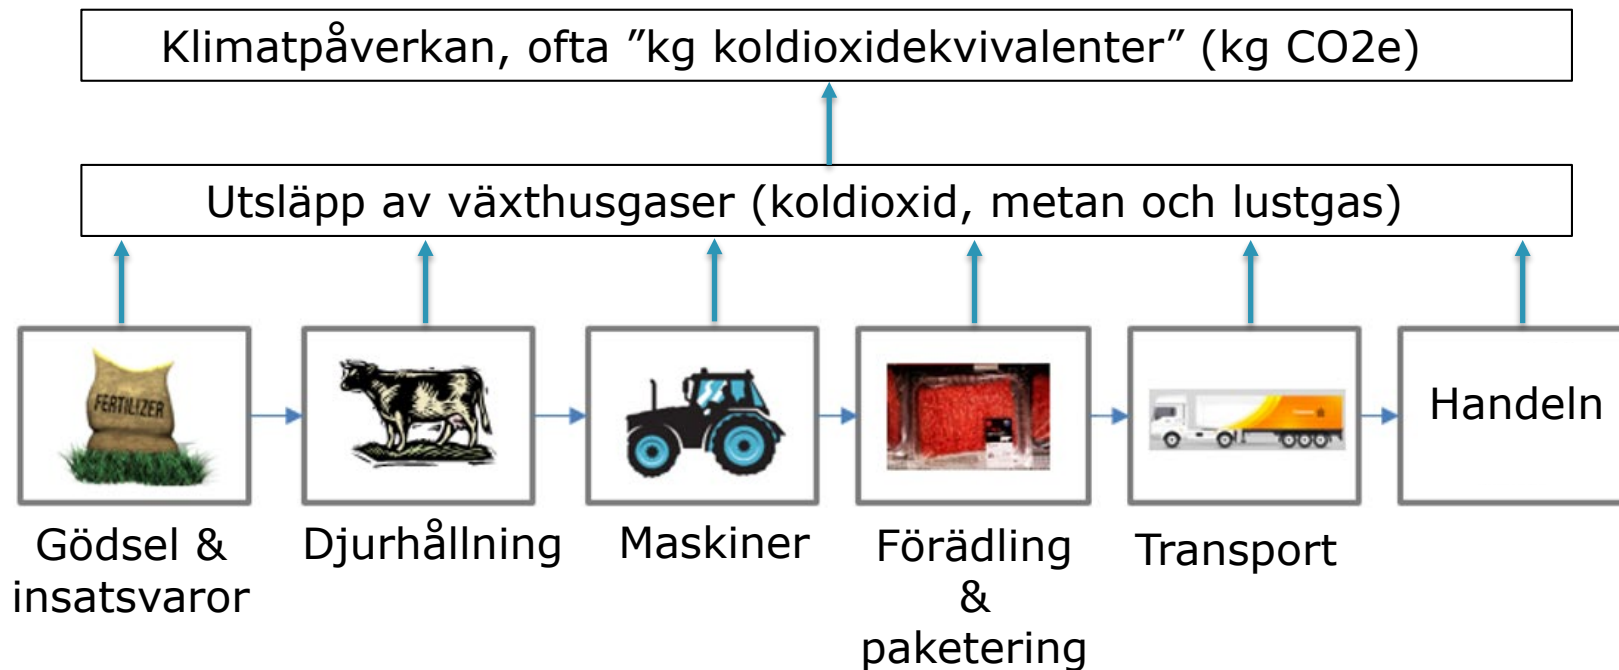 Klimatpåverkan, ofta ”kg koldioxidekvivalenter” (kg CO2e)
Utsläpp av växthusgaser (koldioxid, metan och lustgas)
FERTILIZER
Handeln
Gödsel &
insatsvaror
Djurhållning
Maskiner
Förädling
&
paketering
Transport